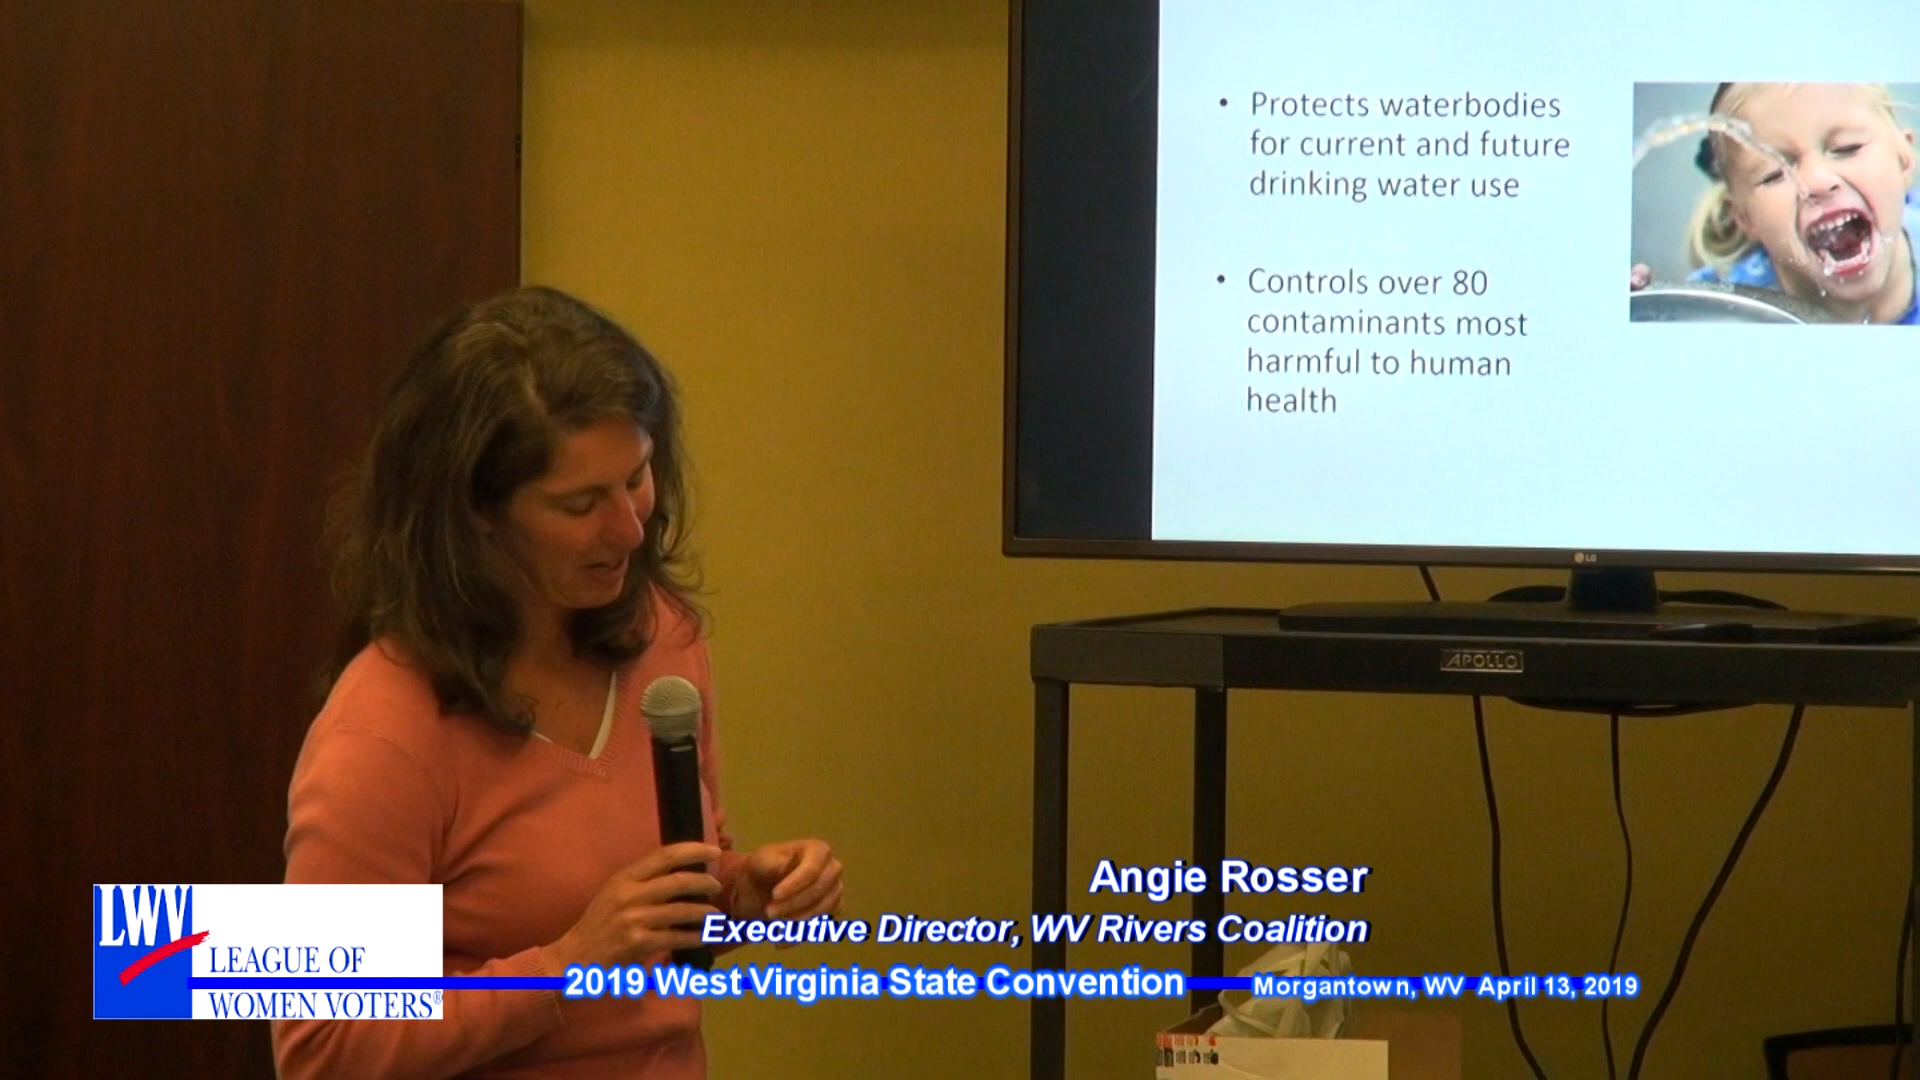 • Protects waterbodies
for current and future
drinking water use
• Controls over 80
contaminants most
harmful to human
health
LG
APOLLO
Angie Rosser
Executive Director, WV Rivers Coalition
LWV
LEAGUE OF
WOMEN VOTERS®
2019 West Virginia State Convention Morgantown, WV April 13, 2019